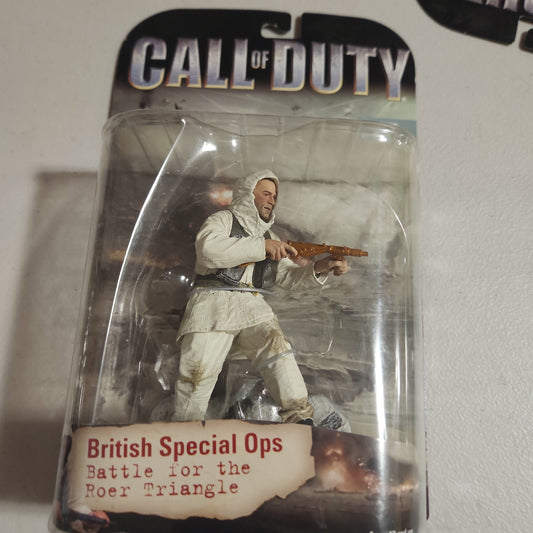 CALL OF DUTY
British Special Ops
Battle for the
Roer Triangle